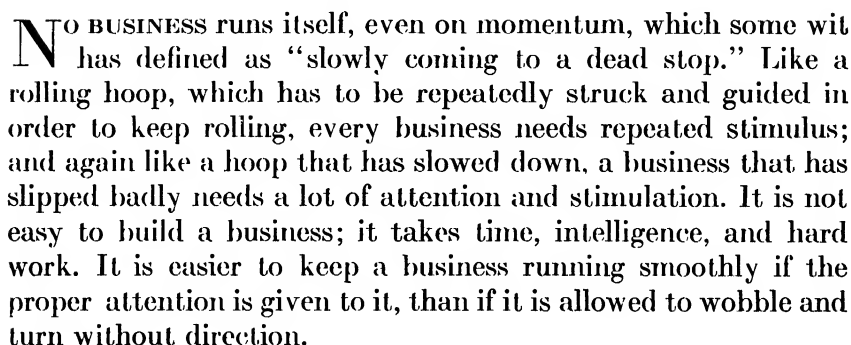 NO BUSINESS runs itself, even on momentum, which some wit
has defined as “slowly coming to a dead stop.” Like a
rolling hoop, which has to be repeatedly struck and guided in
order to keep rolling, every business needs repeated stimulus;
and again like a hoop that has slowed down, a business that has
slipped badly needs a lot of attention and stimulation. It is not
easy to build a business; it takes time, intelligence, and hard
work. It is easier to keep a business running smoothly if the
proper attention is given to it, than if it is allowed to wobble and
turn without direction.